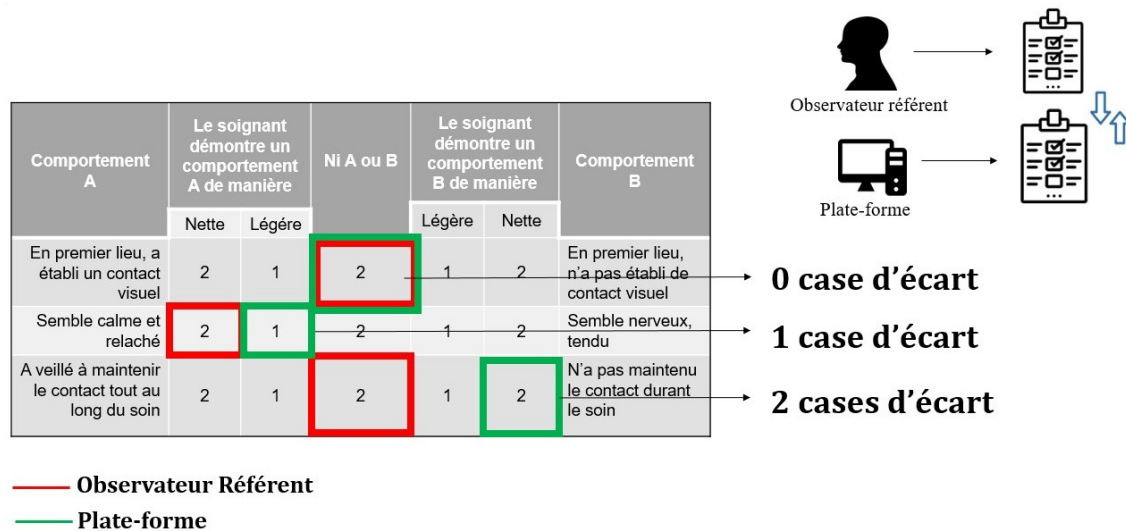 Observateur référent
Plate-forme
Comportement
A
Le soignant
démontre un
comportement
A de manière
Ni A ou B
Le soignant
démontre un
comportement
B de manière
Comportement
B
Nette
Légére
Légère
Nette
En premier lieu, a
établi un contact
visuel
2
1
2
1
2
En premier lieu,
n'a pas établi de
contact visuel
0 case d'écart
Semble calme et
relaché
2
1
2
1
2
Semble nerveux,
tendu
1 case d'écart
A veillé à maintenir
le contact tout au
long du soin
2
1
2
1
2
N'a pas maintenu
le contact durant
le soin
2 cases d'écart
Observateur Référent
Plate-forme